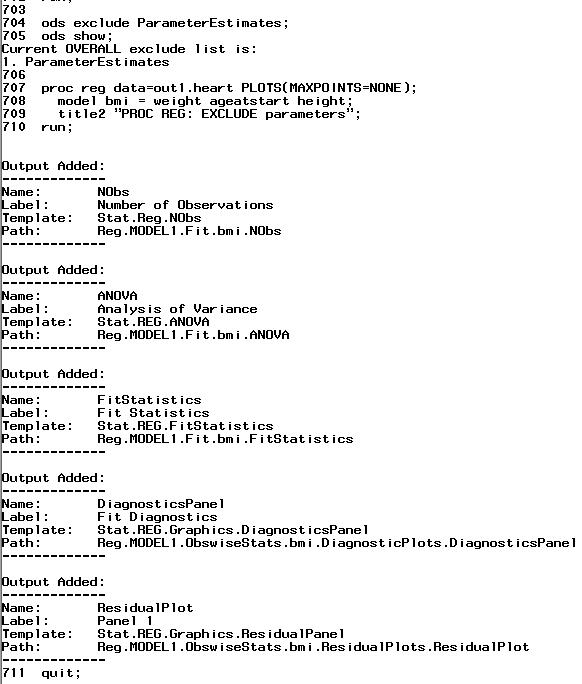 703
704  ods exclude ParameterEstimates;
705  ods show;
Current OVERALL exclude list is:
1. ParameterEstimates
706
707  proc reg data=out1.heart PLOTS(MAXPOINTS=NONE);
708    model bmi = weight ageatstart height;
709    title2 "PROC REG: EXCLUDE parameters";
710  run;
Output Added:
-------------
Name:       NObs
Label:      Number of Observations
Template:   Stat.Reg.NObs
Path:       Reg.MODEL1.Fit.bmi.NObs
-------------
Output Added:
-------------
Name:       ANOVA
Label:      Analysis of Variance
Template:   Stat.REG.ANOVA
Path:       Reg.MODEL1.Fit.bmi.ANOVA
-------------
Output Added:
-------------
Name:       FitStatistics
Label:      Fit Statistics
Template:   Stat.REG.FitStatistics
Path:       Reg.MODEL1.Fit.bmi.FitStatistics
-------------
Output Added:
-------------
Name:       DiagnosticsPanel
Label:      Fit Diagnostics
Template:   Stat.REG.Graphics.DiagnosticsPanel
Path:       Reg.MODEL1.ObswiseStats.bmi.DiagnosticPlots.DiagnosticsPanel
-------------
Output Added:
-------------
Name:       ResidualPlot
Label:      Panel 1
Template:   Stat.REG.Graphics.ResidualPanel
Path:       Reg.MODEL1.ObswiseStats.bmi.ResidualPlots.ResidualPlot
-------------
711  quit;